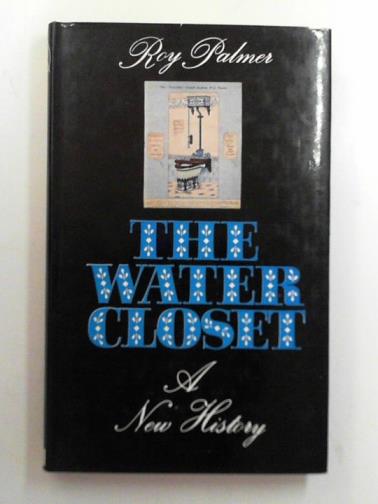 Roy Palmer
THE
WATER
CLOSET
A
New History